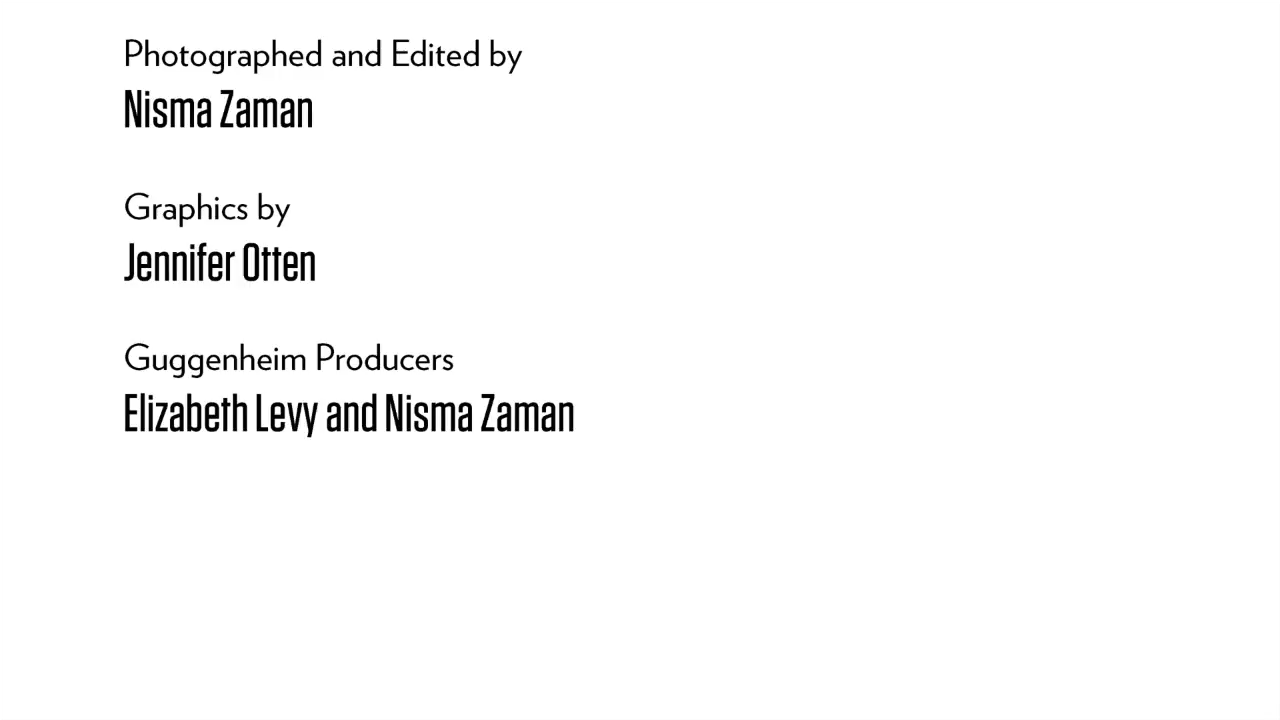 Photographed and Edited by
Nisma Zaman
Graphics by
Jennifer Otten
Guggenheim Producers
Elizabeth Levy and Nisma Zaman